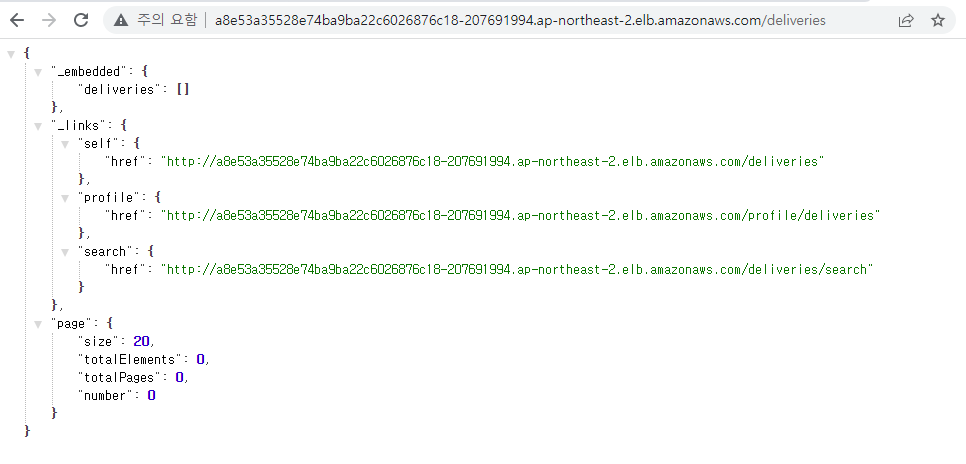 주의 요함 a8e53a35528e74ba9ba22c6026876c18-207691994.ap-northeast-2.elb.amazonaws.com/deliveries
{
"_embedded": {
"deliveries": []
},
"_links": {
"self": {
"href": "http://a8e53a35528e74ba9ba22c6026876c18-207691994.ap-northeast-2.elb.amazonaws.com/deliveries"
},
"profile": {
"href": "http://a8e53a35528e74ba9ba22c6026876c18-207691994.ap-northeast-2.elb.amazonaws.com/profile/deliveries"
},
"search": {
"href": "http://a8e53a35528e74ba9ba22c6026876c18-207691994.ap-northeast-2.elb.amazonaws.com/deliveries/search"
}
},
"page": {
"size": 20,
"totalElements": 0,
"totalPages": 0,
"number": 0
}
}